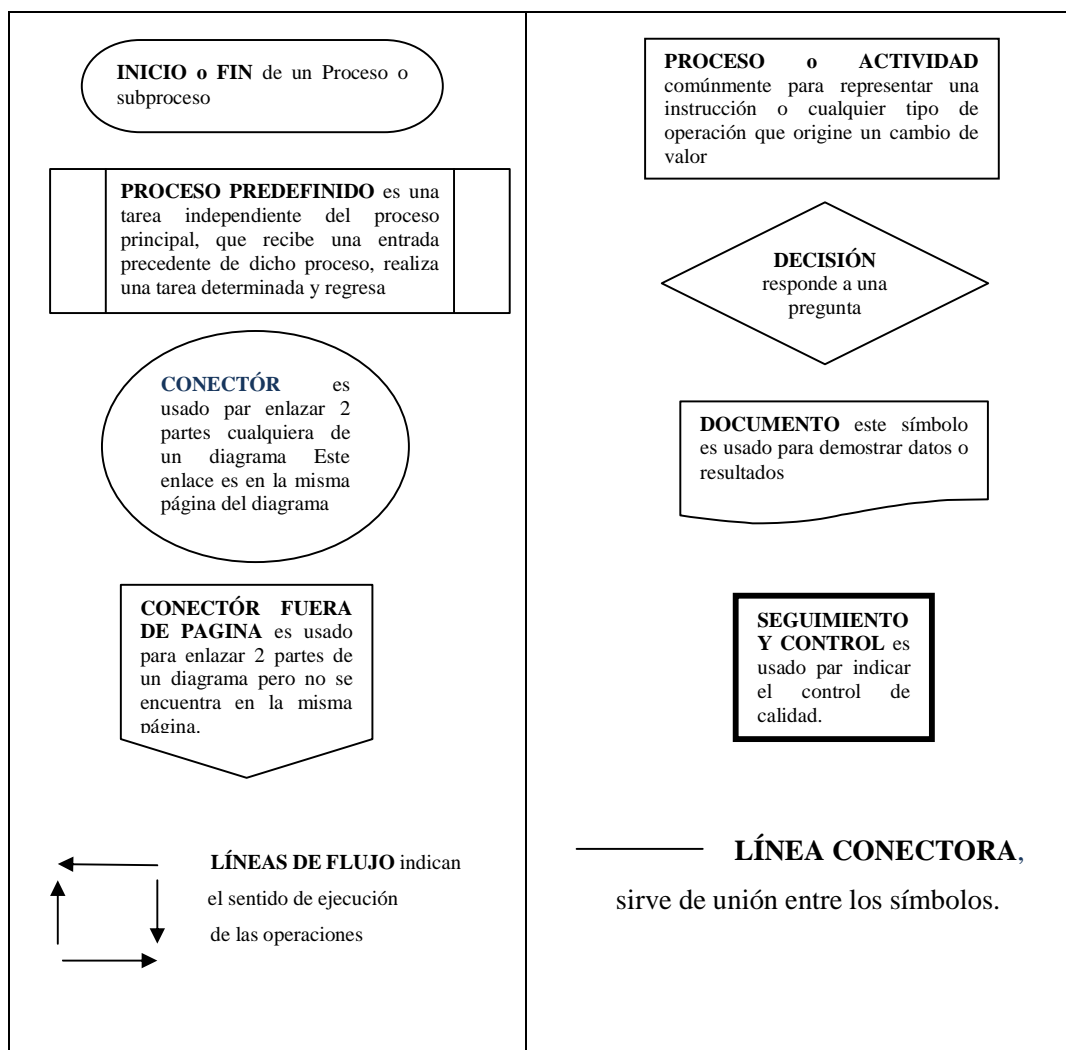 INICIO o FIN de un Proceso o
subproceso
PROCESO PREDEFINIDO es una
tarea independiente del proceso
principal, que recibe una entrada
precedente de dicho proceso, realiza
una tarea determinada y regresa
CONECTÓR es
usado par enlazar 2
partes cualquiera de
un diagrama Este
enlace es en la misma
página del diagrama
CONECTÓR FUERA
DE PAGINA es usado
para enlazar 2 partes de
un diagrama pero no se
encuentra en la misma
página.
LÍNEAS DE FLUJO indican
el sentido de ejecución
de las operaciones
PROCESO o ACTIVIDAD
comúnmente para representar una
instrucción o cualquier tipo de
operación que origine un cambio de
valor
DECISIÓN
responde a una
pregunta
DOCUMENTO este símbolo
es usado para demostrar datos o
resultados
SEGUIMIENTO
Y CONTROL es
usado par indicar
el control de
calidad.
LÍNEA CONECTORA,
sirve de unión entre los símbolos.